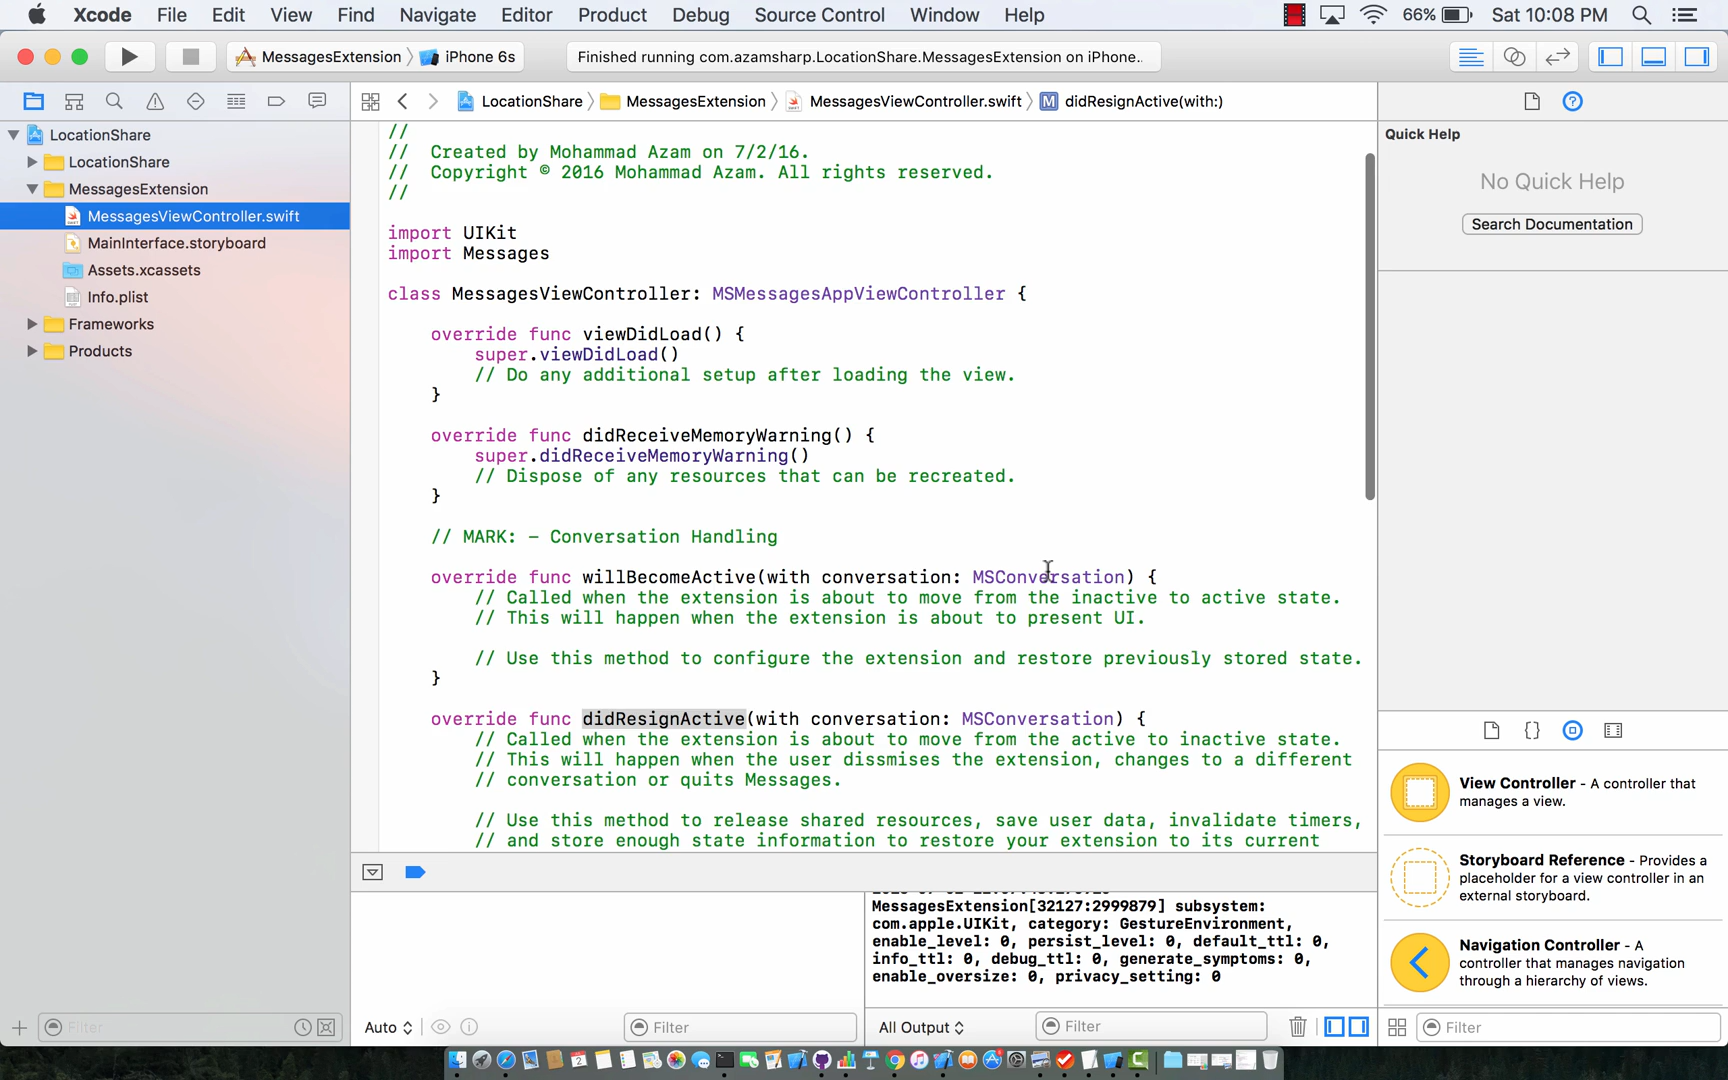 Xcode File Edit View Find Navigate Editor Product Debug Source Control Window Help 66% Sat 10:08 PM
MessagesExtension iPhone 6s Finished running com.azamsharp.LocationShare.MessagesExtension on iPhone..
LocationShare MessagesExtension MessagesViewController.swift M didResignActive(with:)
LocationShare
LocationShare
MessagesExtension
MessagesViewController.swift
MainInterface.storyboard
Assets.xcassets
Info.plist
Frameworks
Products
Filter
//
// Created by Mohammad Azam on 7/2/16.
// Copyright © 2016 Mohammad Azam. All rights reserved.
//
import UIKit
import Messages
class MessagesViewController: MSMessagesAppViewController {
override func viewDidLoad() {
super.viewDidLoad()
// Do any additional setup after loading the view.
}
override func didReceiveMemoryWarning() {
super.didReceiveMemoryWarning()
// Dispose of any resources that can be recreated.
}
// MARK: - Conversation Handling
override func willBecomeActive(with conversation: MSConversation) {
// Called when the extension is about to move from the inactive to active state.
// This will happen when the extension is about to present UI.
// Use this method to configure the extension and restore previously stored state.
}
override func didResignActive(with conversation: MSConversation) {
// Called when the extension is about to move from the active to inactive state.
// This will happen when the user dissmises the extension, changes to a different
// conversation or quits Messages.
// Use this method to release shared resources, save user data, invalidate timers,
// and store enough state information to restore your extension to its current
MessagesExtension[32127:2999879] subsystem:
com.apple.UIKit, category: GestureEnvironment,
enable_level: 0, persist_level: 0, default_ttl: 0,
info_ttl: 0, debug_ttl: 0, generate_symptoms: 0,
enable_oversize: 0, privacy_setting: 0
Auto Filter All Output Filter
Quick Help
No Quick Help
Search Documentation
View Controller - A controller that
manages a view.
Storyboard Reference - Provides a
placeholder for a view controller in an
external storyboard.
Navigation Controller - A
controller that manages navigation
through a hierarchy of views.
Filter